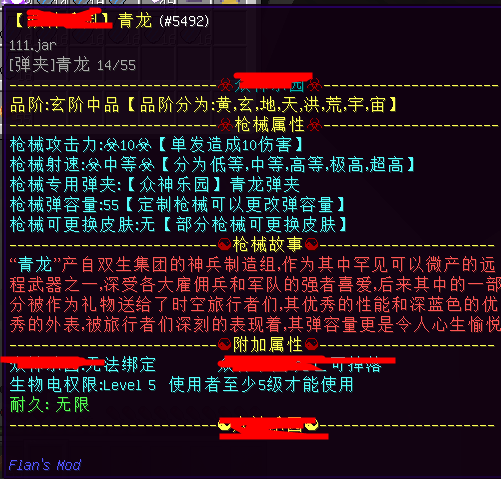 【】青龙 (#5492)
111.jar
[弹夹]青龙 14/55
品阶:玄阶中品【品阶分为:黄,玄,地,天,洪,荒,宇,宙】
枪械属性
枪械攻击力:☣10☣【单发造成10伤害】
枪械射速:☣中等☣【分为低等,中等,高等,极高,超高】
枪械专用弹夹:【众神乐园】青龙弹夹
枪械弹容量:55【定制枪械可以更改弹容量】
枪械可更换皮肤:无【部分枪械可更换皮肤】
枪械故事
“青龙”产自双生集团的神兵制造组,作为其中罕见可以微产的远
程武器之一,深受各大雇佣兵和军队的强者喜爱,后来其中的一部
分被作为礼物送给了时空旅行者们,其优秀的性能和深蓝色的优
秀的外表,被旅行者们深刻的表现着,其弹容量更是令人心生愉悦
附加属性
:无法绑定 可掉落
生物电权限:Level 5 使用者至少5级才能使用
耐久: 无限
Flan's Mod